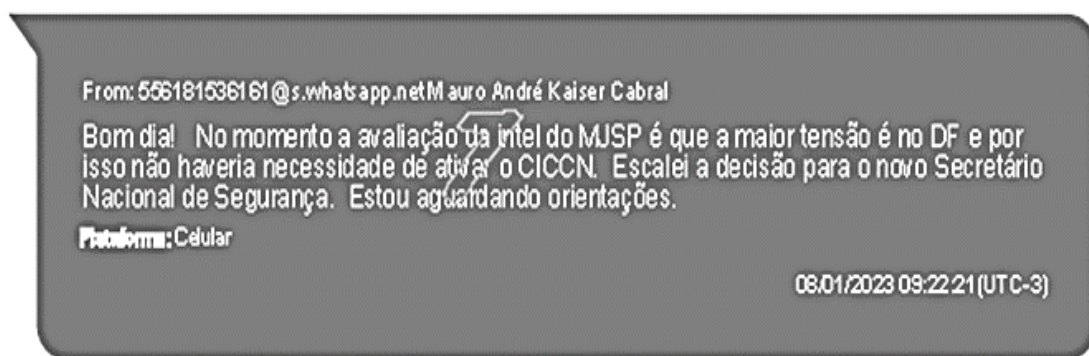 From: 556181536161@s.whatsapp.netMauro André Kaiser Cabral
Bom dia! No momento a avaliação da intel do MJSP é que a maior tensão é no DF e por
isso não haveria necessidade de ativar o CICCN. Escalei a decisão para o novo Secretário
Nacional de Segurança. Estou aguardando orientações.
Plataforma: Celular
08/01/2023 09:22:21(UTC-3)